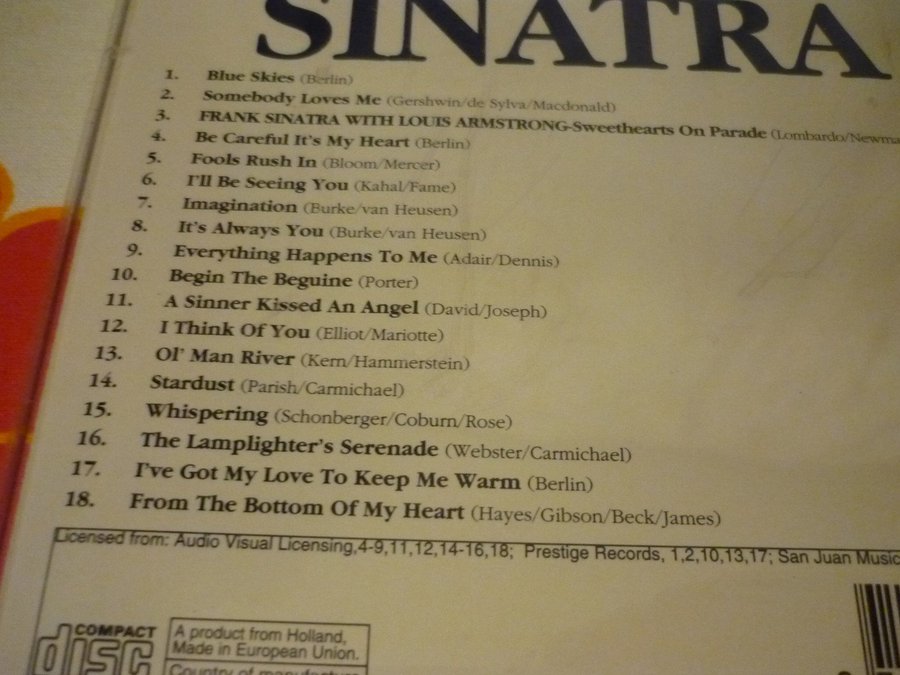 SINATRA
1. Blue Skies (Berlin)
2. Somebody Loves Me (Gershwin/de Sylva/Macdonald)
3. FRANK SINATRA WITH LOUIS ARMSTRONG-Sweethearts On Parade (Lombardo/Newma
4. Be Careful It's My Heart (Berlin)
5. Fools Rush In (Bloom/Mercer)
6. I'll Be Seeing You (Kahal/Fame)
7. Imagination (Burke/van Heusen)
8. It's Always You (Burke/van Heusen)
9. Everything Happens To Me (Adair/Dennis)
10. Begin The Beguine (Porter)
11. A Sinner Kissed An Angel (David/Joseph)
12. I Think Of You (Elliot/Mariotte)
13. Ol' Man River (Kern/Hammerstein)
14. Stardust (Parish/Carmichael)
15. Whispering (Schonberger/Coburn/Rose)
16. The Lamplighter's Serenade (Webster/Carmichael)
17. I've Got My Love To Keep Me Warm (Berlin)
18. From The Bottom Of My Heart (Hayes/Gibson/Beck/James)
Licensed from: Audio Visual Licensing,4-9,11,12,14-16,18; Prestige Records, 1,2,10,13,17; San Juan Music
COMPACT
disc
A product from Holland,
Made in European Union.
Country of manufacture